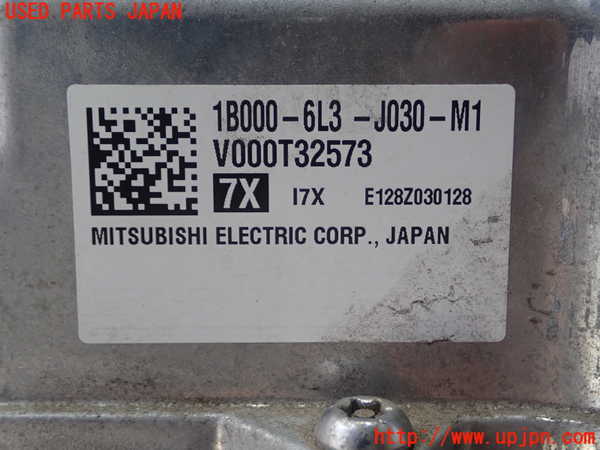 USED PARTS JAPAN
1B000-6L3-J030-M1
V000T32573
7X I7X E128Z030128
MITSUBISHI ELECTRIC CORP., JAPAN
http://www.upjpn.com/